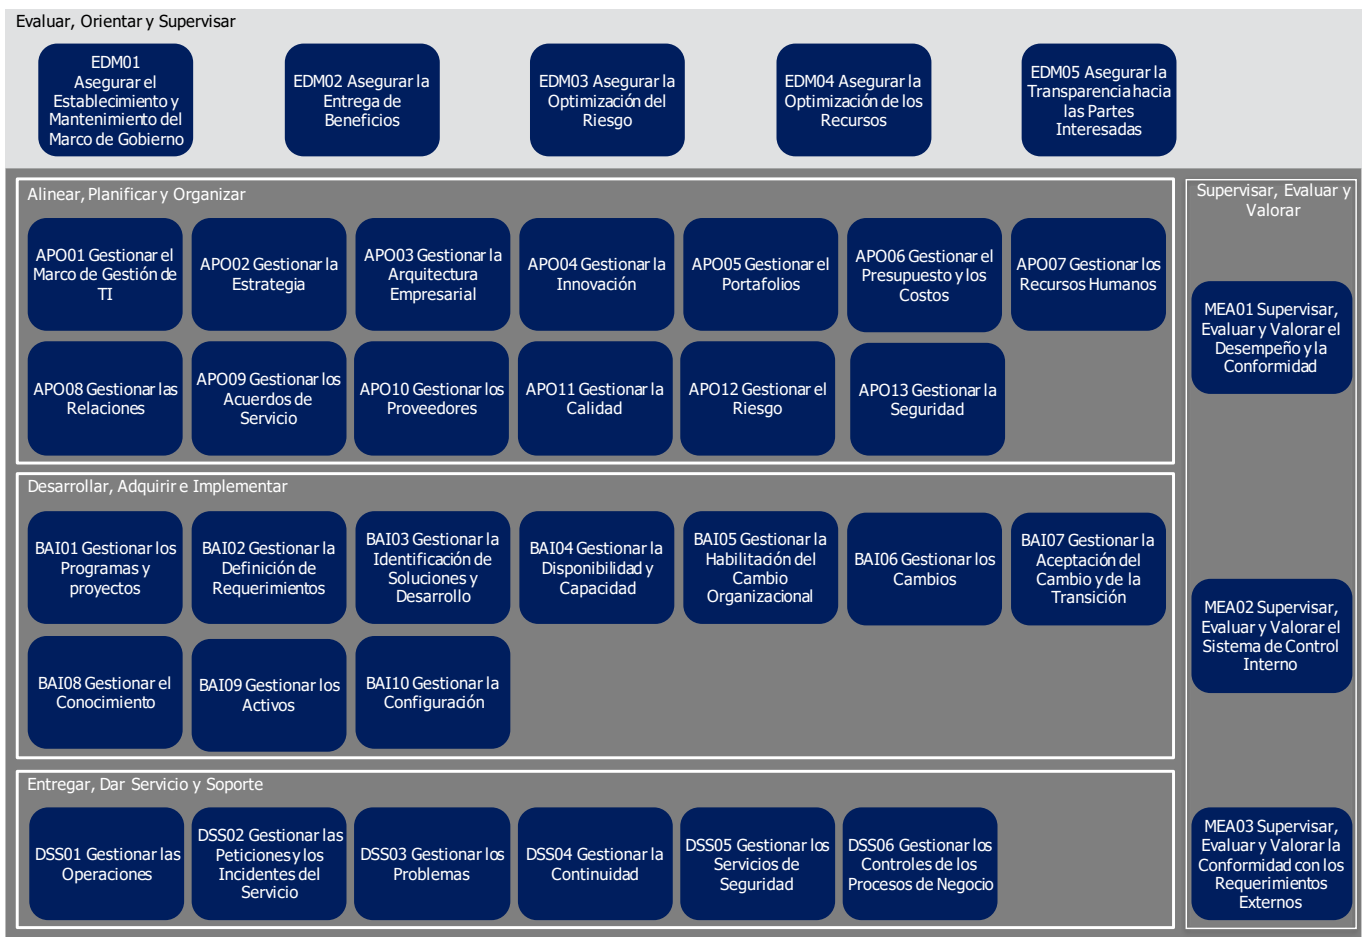 Evaluar, Orientar y Supervisar
EDM01
Asegurar el
Establecimiento y
Mantenimiento del
Marco de Gobierno
EDM02 Asegurar la
Entrega de
Beneficios
EDM03 Asegurar la
Optimización del
Riesgo
EDM04 Asegurar la
Optimización de los
Recursos
EDM05 Asegurar la
Transparencia hacia
las Partes
Interesadas
Alinear, Planificar y Organizar
APO01 Gestionar el
Marco de Gestión de
TI
APO02 Gestionar la
Estrategia
APO03 Gestionar la
Arquitectura
Empresarial
APO04 Gestionar la
Innovación
APO05 Gestionar el
Portafolios
APO06 Gestionar el
Presupuesto y los
Costos
APO07 Gestionar los
Recursos Humanos
APO08 Gestionar las
Relaciones
APO09 Gestionar los
Acuerdos de
Servicio
APO10 Gestionar los
Proveedores
APO11 Gestionar la
Calidad
APO12 Gestionar el
Riesgo
APO13 Gestionar la
Seguridad
Desarrollar, Adquirir e Implementar
BAI01 Gestionar los
Programas y
proyectos
BAI02 Gestionar la
Definición de
Requerimientos
BAI03 Gestionar la
Identificación de
Soluciones y
Desarrollo
BAI04 Gestionar la
Disponibilidad y
Capacidad
BAI05 Gestionar la
Habilitación del
Cambio
Organizacional
BAI06 Gestionar los
Cambios
BAI07 Gestionar la
Aceptación del
Cambio y de la
Transición
BAI08 Gestionar el
Conocimiento
BAI09 Gestionar los
Activos
BAI10 Gestionar la
Configuración
Entregar, Dar Servicio y Soporte
DSS01 Gestionar las
Operaciones
DSS02 Gestionar las
Peticiones y los
Incidentes del
Servicio
DSS03 Gestionar los
Problemas
DSS04 Gestionar la
Continuidad
DSS05 Gestionar los
Servicios de
Seguridad
DSS06 Gestionar los
Controles de los
Procesos de Negocio
Supervisar, Evaluar y
Valorar
MEA01 Supervisar,
Evaluar y Valorar el
Desempeño y la
Conformidad
MEA02 Supervisar,
Evaluar y Valorar el
Sistema de Control
Interno
MEA03 Supervisar,
Evaluar y Valorar la
Conformidad con los
Requerimientos
Externos